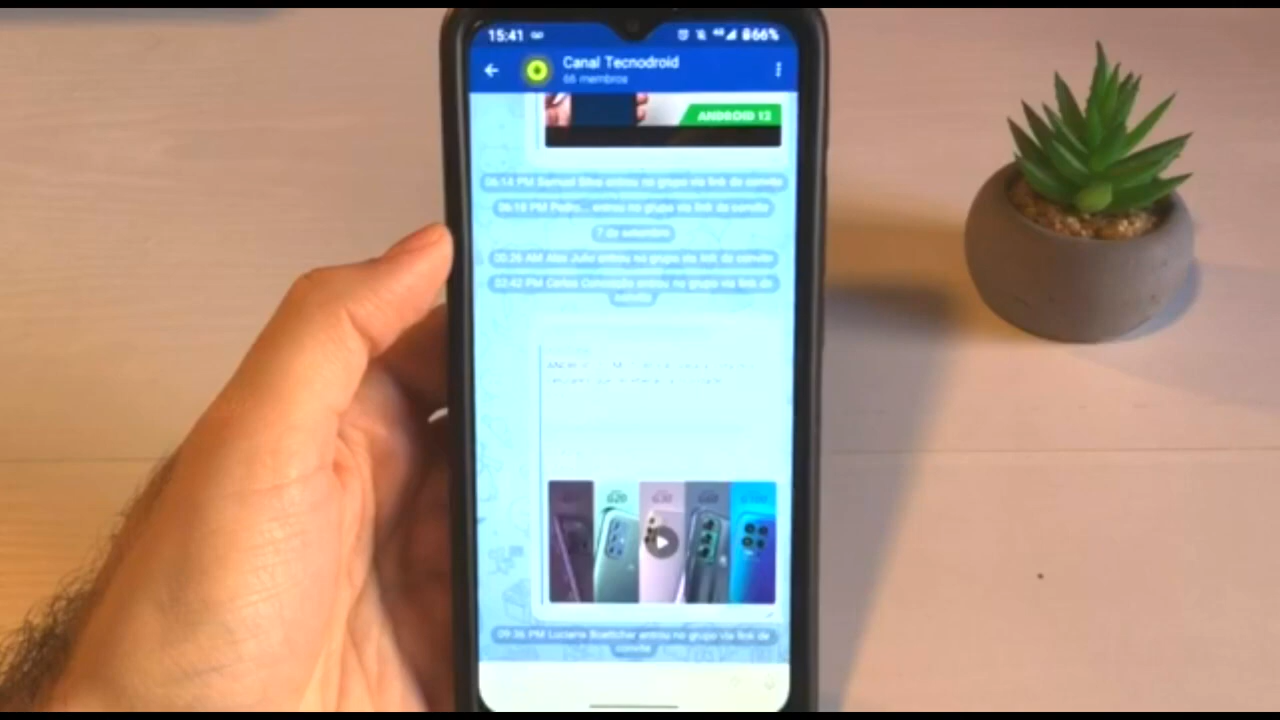 15:41
66%
Canal Tecnodroid
66 membros
ANDROID 12
06:14 PM Samuel Silva entrou no grupo via link de convite
06:18 PM Pedro... entrou no grupo via link de convite
7 de setembro
00:26 AM Alex Julio entrou no grupo via link de convite
03:42 PM Carlos Conceição entrou no grupo via link de
convite
G20
G30
09:36 PM Luciana Boettcher entrou no grupo via link de
convite